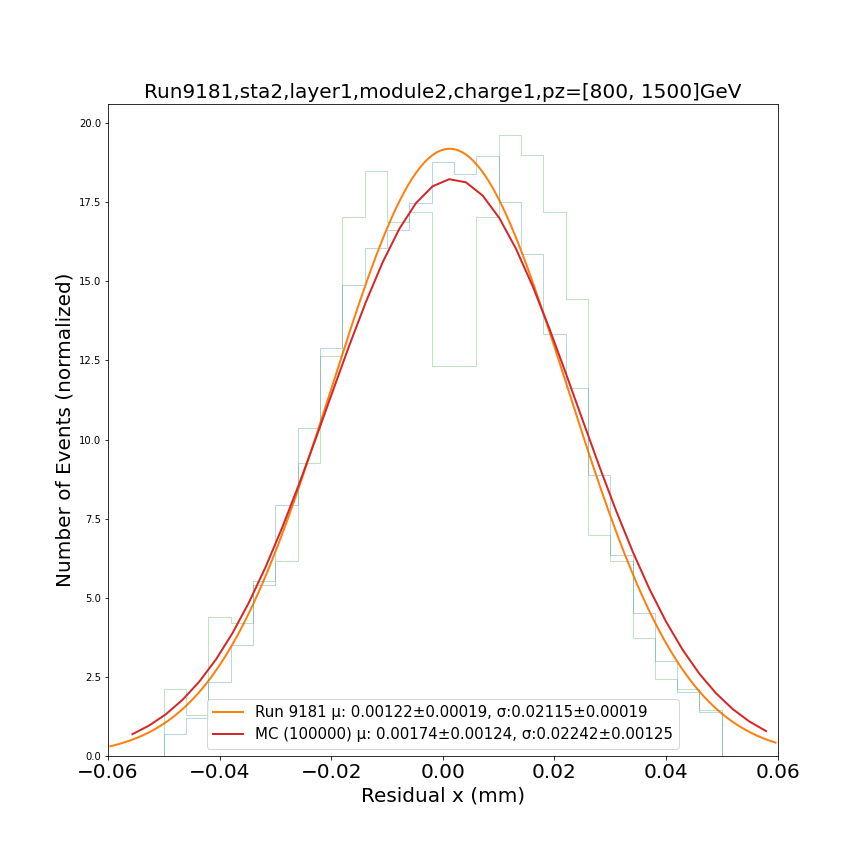 Run9181,sta2,layer1,module2,charge1,pz=[800, 1500]GeV
Number of Events (normalized)
20.0
17.5
15.0
12.5
10.0
7.5
5.0
2.5
0.0
Run 9181 μ: 0.00122±0.00019, σ:0.02115±0.00019
MC (100000) μ: 0.00174±0.00124, σ:0.02242±0.00125
−0.06 −0.04 −0.02 0.00 0.02 0.04 0.06
Residual x (mm)